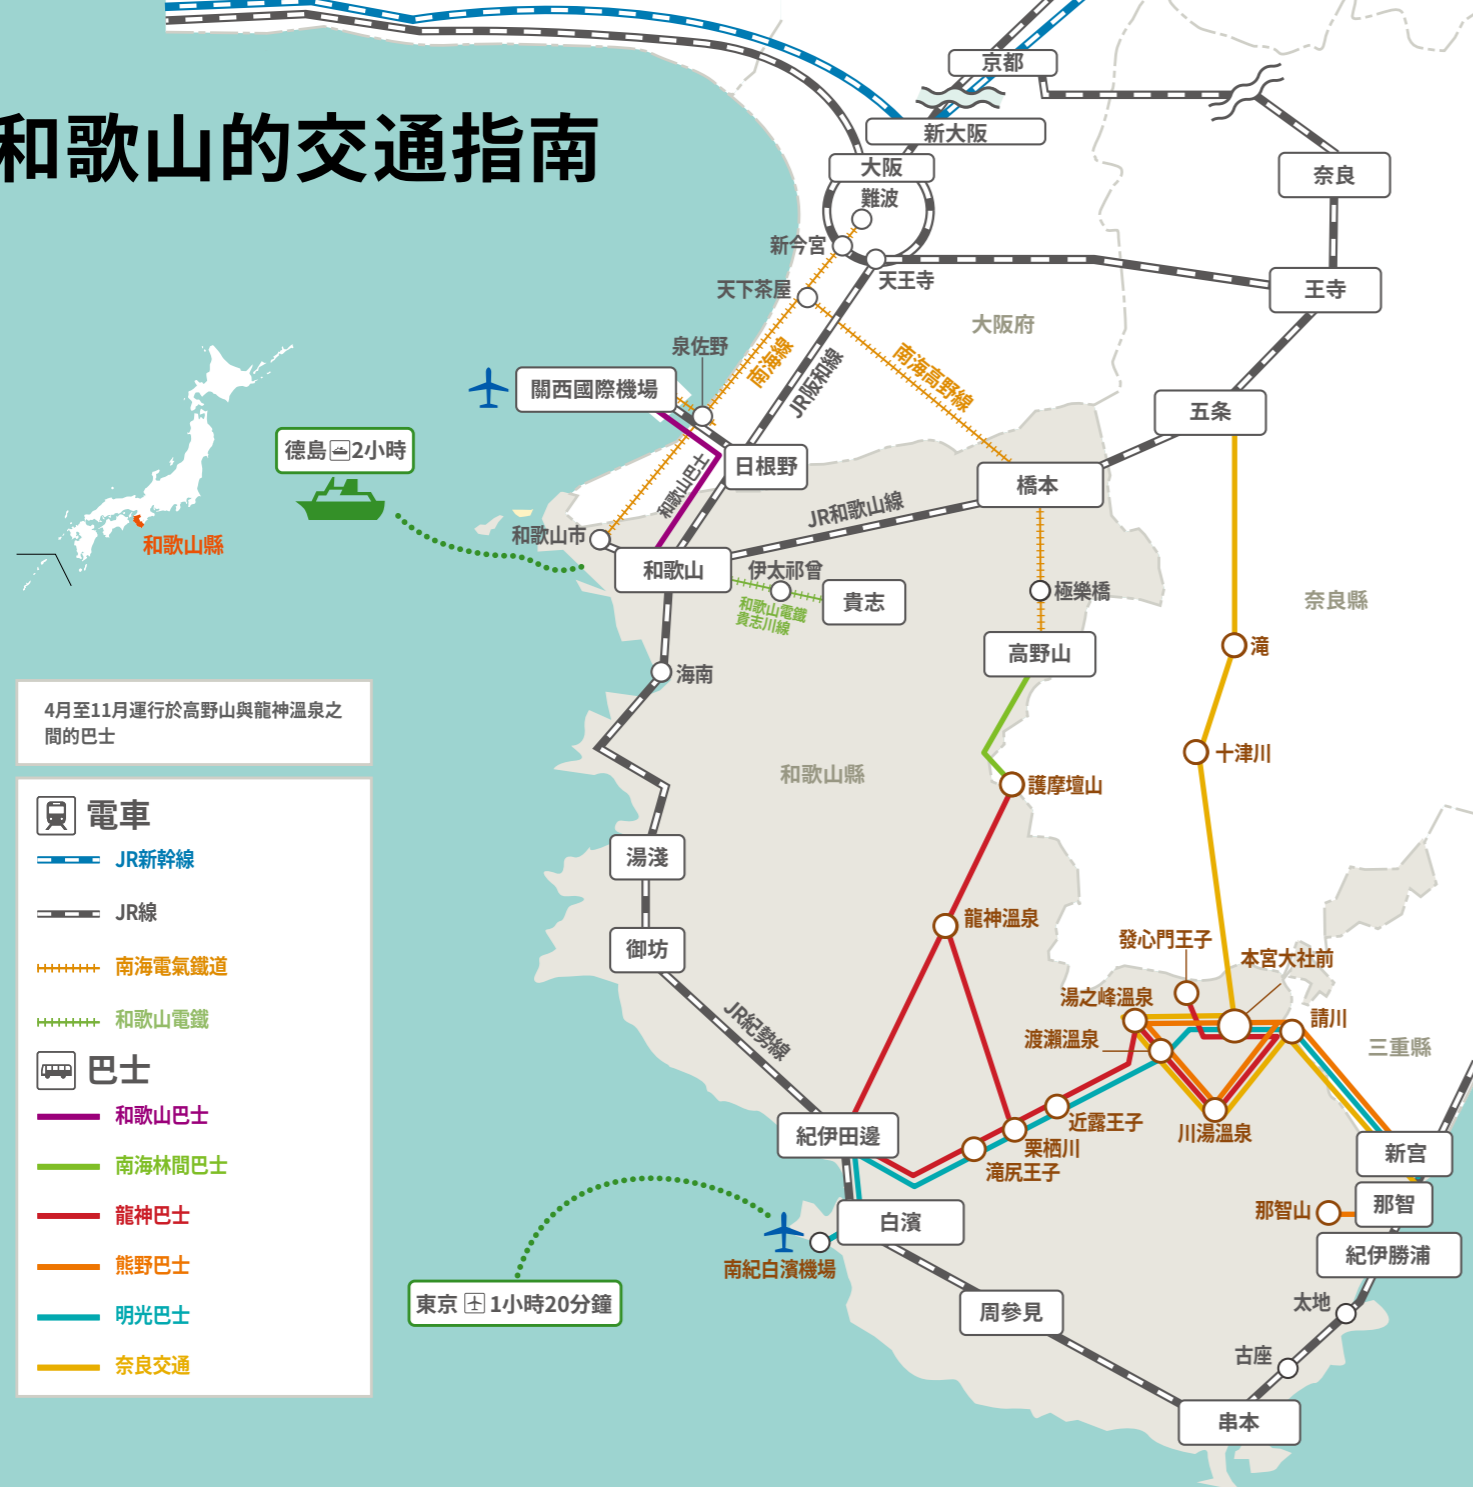 和歌山的交通指南
京都
新大阪
大阪
難波
奈良
新今宮
天下茶屋
天王寺
王寺
大阪府
泉佐野
南海線
JR阪和線
南海高野線
關西國際機場
五条
德島 2小時
日根野
和歌山巴士
橋本
JR和歌山線
和歌山縣
和歌山市
和歌山
伊太祁曾
貴志
和歌山電鐵
貴志川線
極樂橋
奈良縣
高野山
滝
海南
4月至11月運行於高野山與龍神溫泉之
間的巴士
十津川
和歌山縣
護摩壇山
電車
JR新幹線
JR線
南海電氣鐵道
和歌山電鐵
巴士
和歌山巴士
南海林間巴士
龍神巴士
熊野巴士
明光巴士
奈良交通
湯淺
御坊
龍神溫泉
發心門王子
本宮大社前
湯之峰溫泉
請川
渡瀨溫泉
三重縣
JR紀勢線
川湯溫泉
近露王子
栗栖川
滝尻王子
紀伊田邊
新宮
那智
那智山
白濱
南紀白濱機場
紀伊勝浦
東京 1小時20分鐘
周參見
太地
古座
串本